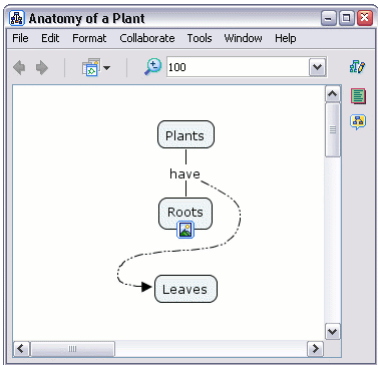 Anatomy of a Plant
File Edit Format Collaborate Tools Window Help
100
Plants
have
Roots
Leaves